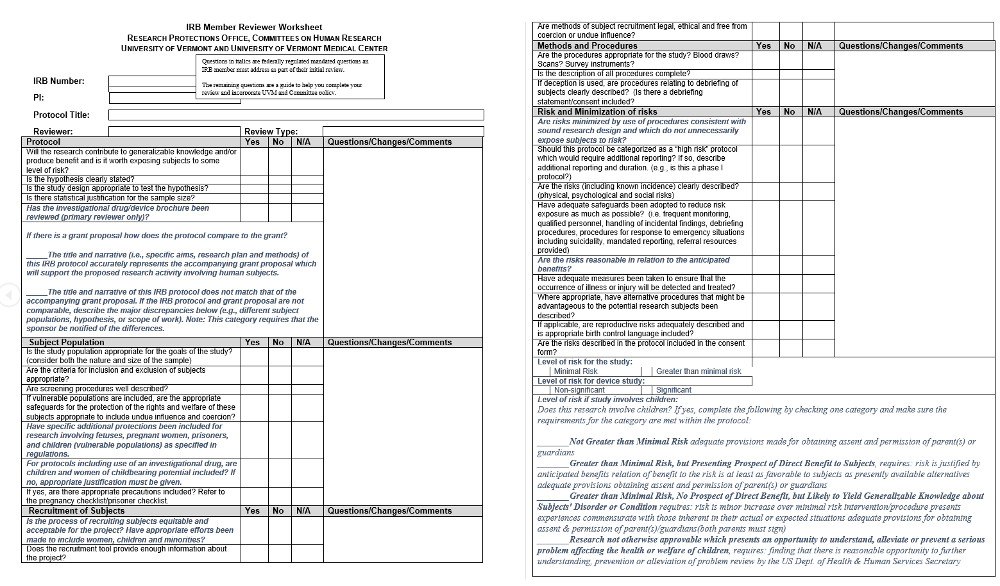 IRB Member Reviewer Worksheet
RESEARCH PROTECTIONS OFFICE, COMMITTEES ON HUMAN RESEARCH
UNIVERSITY OF VERMONT AND UNIVERSITY OF VERMONT MEDICAL CENTER
Questions in italics are federally regulated mandated questions an
IRB member must address as part of their initial review.
The remaining questions are a guide to help you complete your
review and incorporate UVM and Committee policy.
IRB Number:
PI:
Protocol Title:
Reviewer: Review Type:
Protocol Yes No N/A Questions/Changes/Comments
Will the research contribute to generalizable knowledge and/or
produce benefit and is it worth exposing subjects to some
level of risk?
Is the hypothesis clearly stated?
Is the study design appropriate to test the hypothesis?
Is there statistical justification for the sample size?
Has the investigational drug/device brochure been
reviewed (primary reviewer only)?
If there is a grant proposal how does the protocol compare to the grant?
_____The title and narrative (i.e., specific aims, research plan and methods) of
this IRB protocol accurately represents the accompanying grant proposal which
will support the proposed research activity involving human subjects.
_____The title and narrative of this IRB protocol does not match that of the
accompanying grant proposal. If the IRB protocol and grant proposal are not
comparable, describe the major discrepancies below (e.g., different subject
populations, hypothesis, or scope of work). Note: This category requires that the
sponsor be notified of the differences.
Subject Population Yes No N/A Questions/Changes/Comments
Is the study population appropriate for the goals of the study?
(consider both the nature and size of the sample)
Are the criteria for inclusion and exclusion of subjects
appropriate?
Are screening procedures well described?
If vulnerable populations are included, are the appropriate
safeguards for the protection of the rights and welfare of these
subjects appropriate to include undue influence and coercion?
Have specific additional protections been included for
research involving fetuses, pregnant women, prisoners,
and children (vulnerable populations) as specified in
regulations.
For protocols including use of an investigational drug, are
children and women of childbearing potential included? If
no, appropriate justification must be given.
If yes, are there appropriate precautions included? Refer to
the pregnancy checklist/prisoner checklist.
Recruitment of Subjects Yes No N/A Questions/Changes/Comments
Is the process of recruiting subjects equitable and
acceptable for the project? Have appropriate efforts been
made to include women, children and minorities?
Does the recruitment tool provide enough information about
the project?
Are methods of subject recruitment legal, ethical and free from
coercion or undue influence?
Methods and Procedures Yes No N/A Questions/Changes/Comments
Are the procedures appropriate for the study? Blood draws?
Scans? Survey instruments?
Is the description of all procedures complete?
If deception is used, are procedures relating to debriefing of
subjects clearly described? (Is there a debriefing
statement/consent included?
Risk and Minimization of risks Yes No N/A Questions/Changes/Comments
Are risks minimized by use of procedures consistent with
sound research design and which do not unnecessarily
expose subjects to risk?
Should this protocol be categorized as a “high risk” protocol
which would require additional reporting? If so, describe
additional reporting and duration. (e.g., is this a phase I
protocol?)
Are the risks (including known incidence) clearly described?
(physical, psychological and social risks)
Have adequate safeguards been adopted to reduce risk
exposure as much as possible? (i.e. frequent monitoring,
qualified personnel, handling of incidental findings, debriefing
procedures, procedures for response to emergency situations
including suicidality, mandated reporting, referral resources
provided)
Are the risks reasonable in relation to the anticipated
benefits?
Have adequate measures been taken to ensure that the
occurrence of illness or injury will be detected and treated?
Where appropriate, have alternative procedures that might be
advantageous to the potential research subjects been
described?
If applicable, are reproductive risks adequately described and
is appropriate birth control language included?
Are the risks described in the protocol included in the consent
form?
Level of risk for the study:
Minimal Risk Greater than minimal risk
Level of risk for device study:
Non-significant Significant
Level of risk if study involves children:
Does this research involve children? If yes, complete the following by checking one category and make sure the
requirements for the category are met within the protocol:
_______Not Greater than Minimal Risk adequate provisions made for obtaining assent and permission of parent(s) or
guardians
_______Greater than Minimal Risk, but Presenting Prospect of Direct Benefit to Subjects, requires: risk is justified by
anticipated benefits relation of benefit to the risk is at least as favorable to subjects as presently available alternatives
adequate provisions obtaining assent and permission of parent(s) or guardians
_______Greater than Minimal Risk, No Prospect of Direct Benefit, but Likely to Yield Generalizable Knowledge about
Subjects' Disorder or Condition requires: risk is minor increase over minimal risk intervention/procedure presents
experiences commensurate with those inherent in their actual or expected situations adequate provisions for obtaining
assent & permission of parent(s)/guardians(both parents must sign)
_______Research not otherwise approvable which presents an opportunity to understand, alleviate or prevent a serious
problem affecting the health or welfare of children, requires: finding that there is reasonable opportunity to further
understanding, prevention or alleviation of problem review by the US Dept. of Health & Human Services Secretary